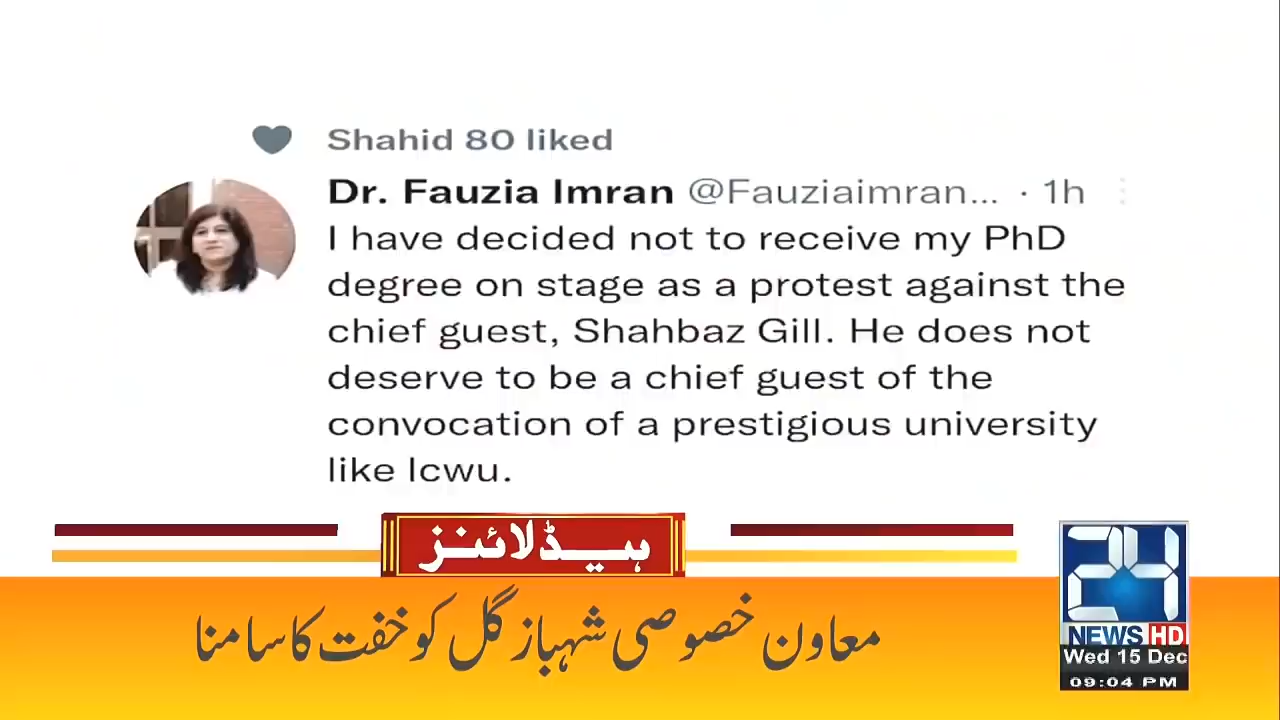 Shahid 80 liked
Dr. Fauzia Imran @Fauziaimran... · 1h
I have decided not to receive my PhD
degree on stage as a protest against the
chief guest, Shahbaz Gill. He does not
deserve to be a chief guest of the
convocation of a prestigious university
like lcwu.
ہیڈلائنز
معاون خصوصی شہباز گل کو خفت کا سامنا
24
NEWS HD
Wed 15 Dec
09:04 PM